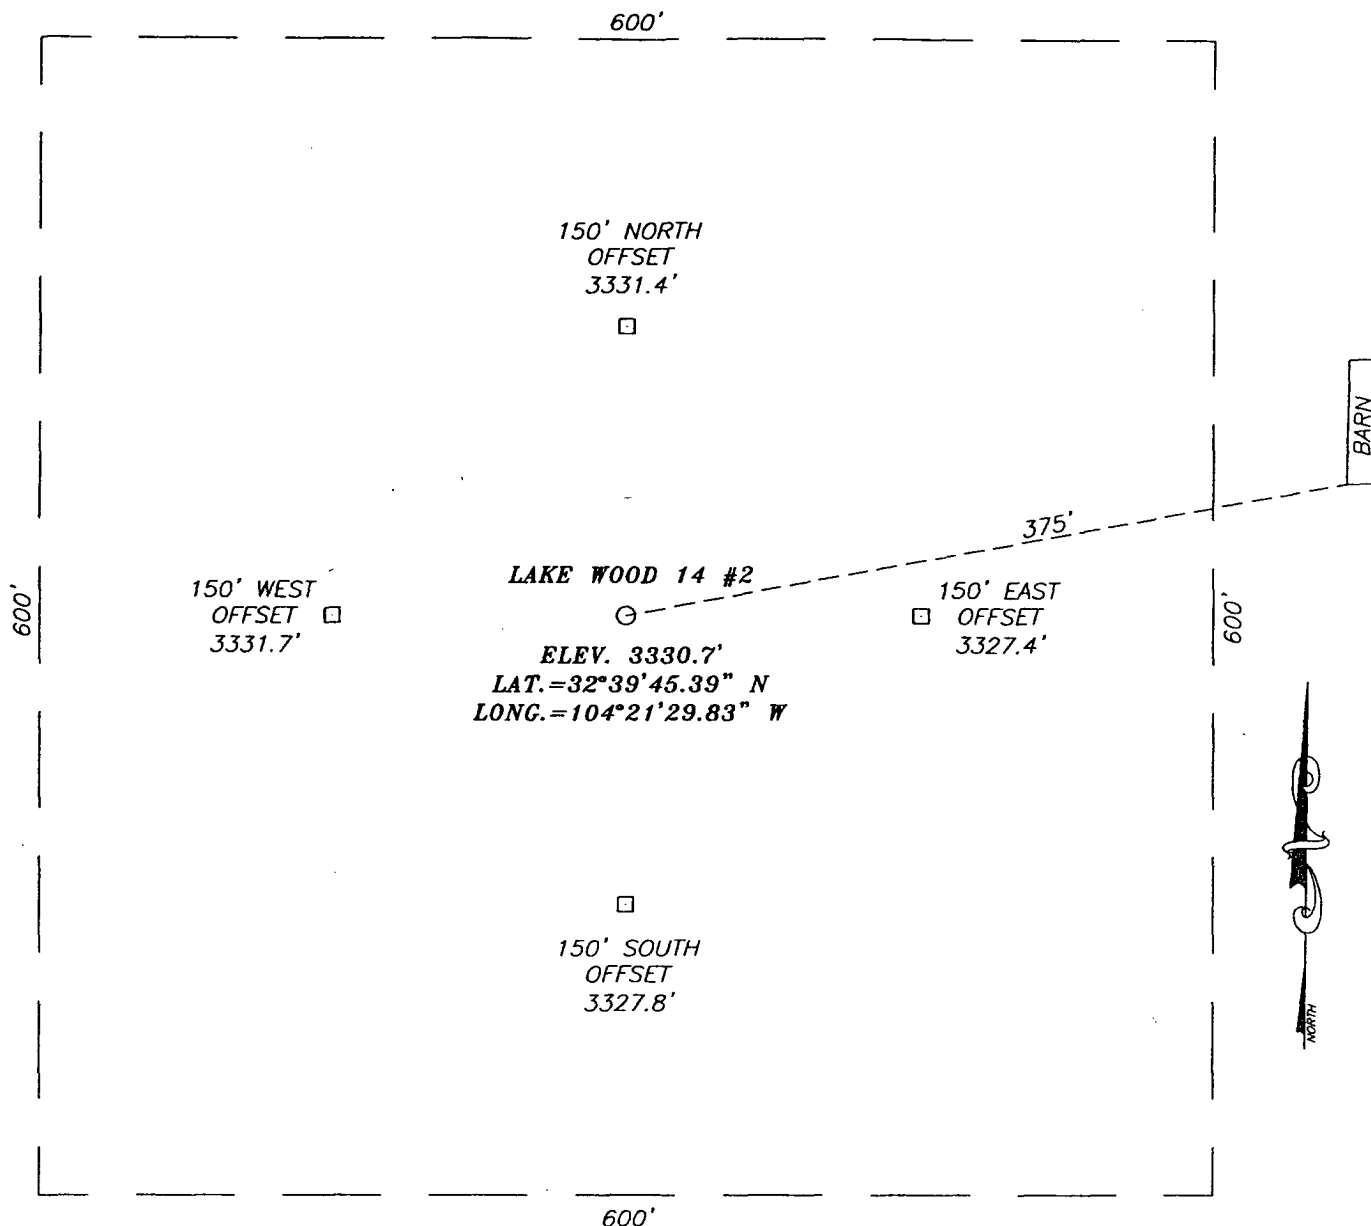 600'
150' NORTH
OFFSET
3331.4'
BARN
375'
LAKE WOOD 14 #2
150' WEST
OFFSET
3331.7'
150' EAST
OFFSET
3327.4'
600'
600'
ELEV. 3330.7'
LAT.=32°39'45.39" N
LONG.=104°21'29.83" W
150' SOUTH
OFFSET
3327.8'
NORTH
600'